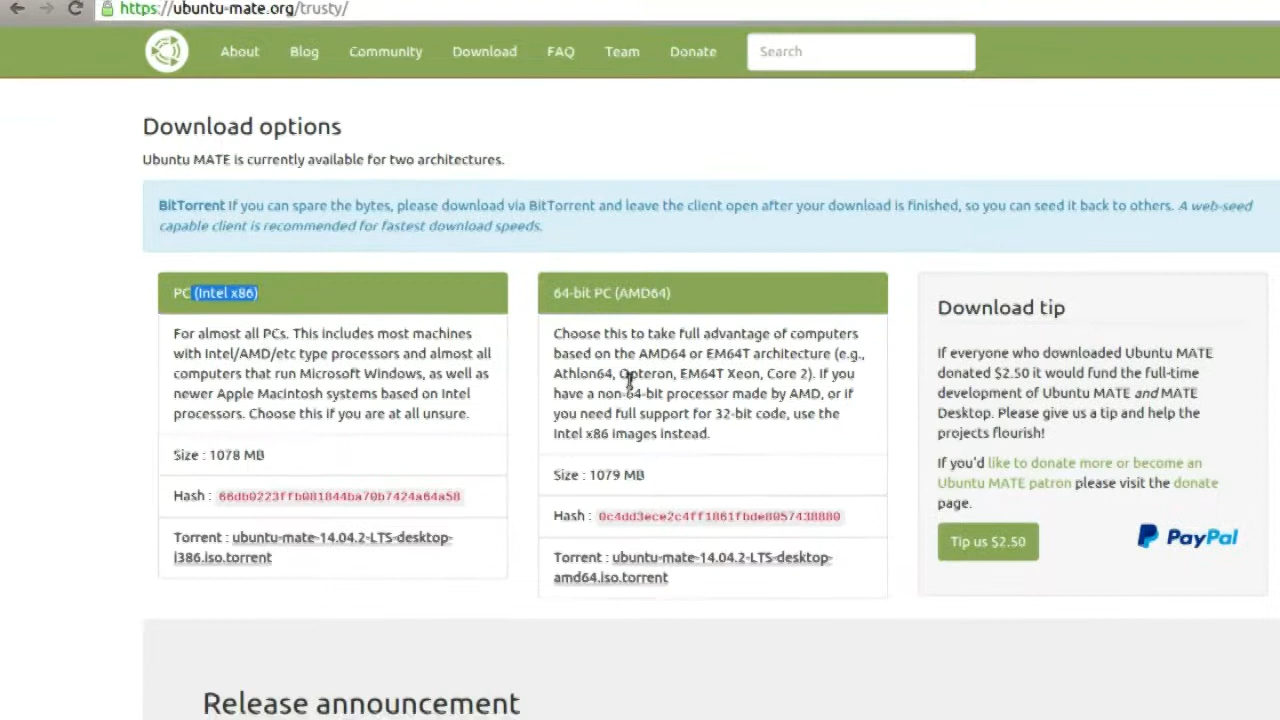 https://ubuntu-mate.org/trusty/
About Blog Community Download FAQ Team Donate Search
Download options
Ubuntu MATE is currently available for two architectures.
BitTorrent If you can spare the bytes, please download via BitTorrent and leave the client open after your download is finished, so you can seed it back to others. A web-seed
capable client is recommended for fastest download speeds.
PC (Intel x86)
For almost all PCs. This includes most machines
with Intel/AMD/etc type processors and almost all
computers that run Microsoft Windows, as well as
newer Apple Macintosh systems based on Intel
processors. Choose this if you are at all unsure.
Size : 1078 MB
Hash : 66db0223ffb081844ba70b7424a64a58
Torrent : ubuntu-mate-14.04.2-LTS-desktop-
i386.iso.torrent
64-bit PC (AMD64)
Choose this to take full advantage of computers
based on the AMD64 or EM64T architecture (e.g.,
Athlon64, Opteron, EM64T Xeon, Core 2). If you
have a non-64-bit processor made by AMD, or if
you need full support for 32-bit code, use the
Intel x86 images instead.
Size : 1079 MB
Hash : 0c4dd3ece2c4ff1861fbde8057438880
Torrent : ubuntu-mate-14.04.2-LTS-desktop-
amd64.iso.torrent
Download tip
If everyone who downloaded Ubuntu MATE
donated $2.50 it would fund the full-time
development of Ubuntu MATE and MATE
Desktop. Please give us a tip and help the
projects flourish!
If you'd like to donate more or become an
Ubuntu MATE patron please visit the donate
page.
Tip us $2.50
PayPal
Release announcement